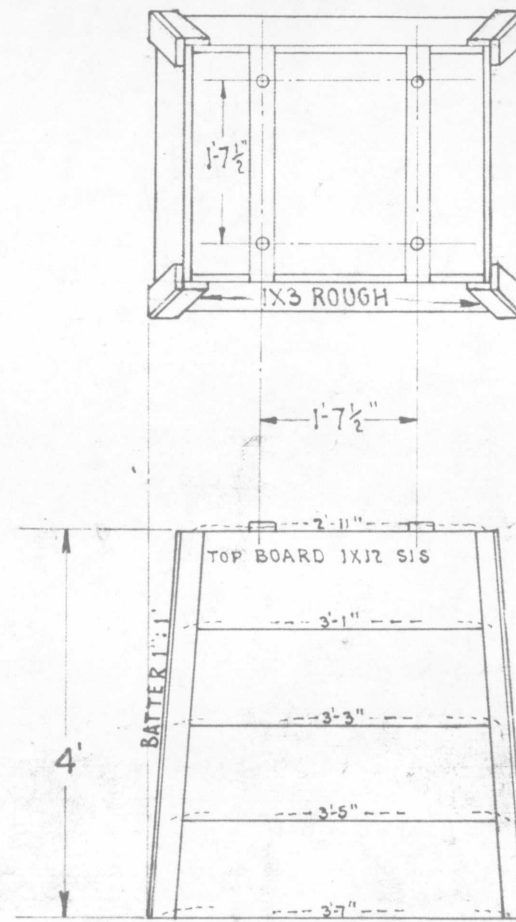 1'-7½"
1X3 ROUGH
1'-7½"
2'-11"
TOP BOARD 1X12 S1S
3'-1"
BATTER 1":1'
3'-3"
4'
3'-5"
3'-7"